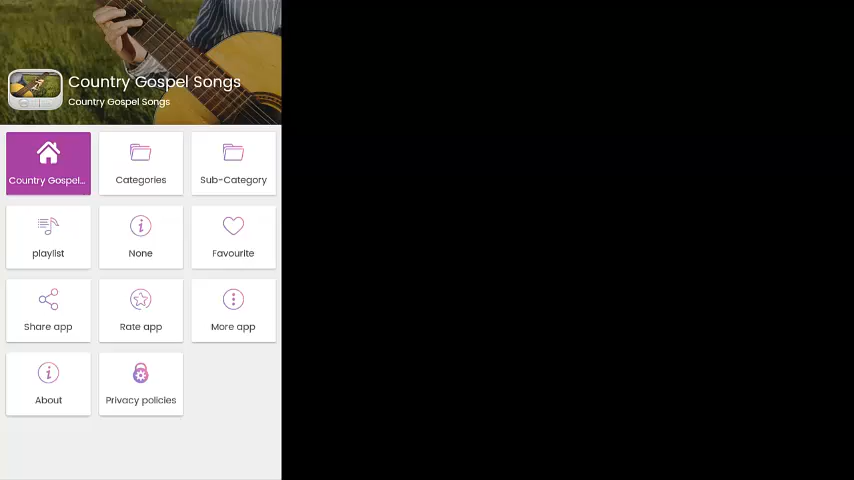 Country Gospel Songs
Country Gospel Songs
Country Gospel...
Categories
Sub-Category
playlist
None
Favourite
Share app
Rate app
More app
About
Privacy policies